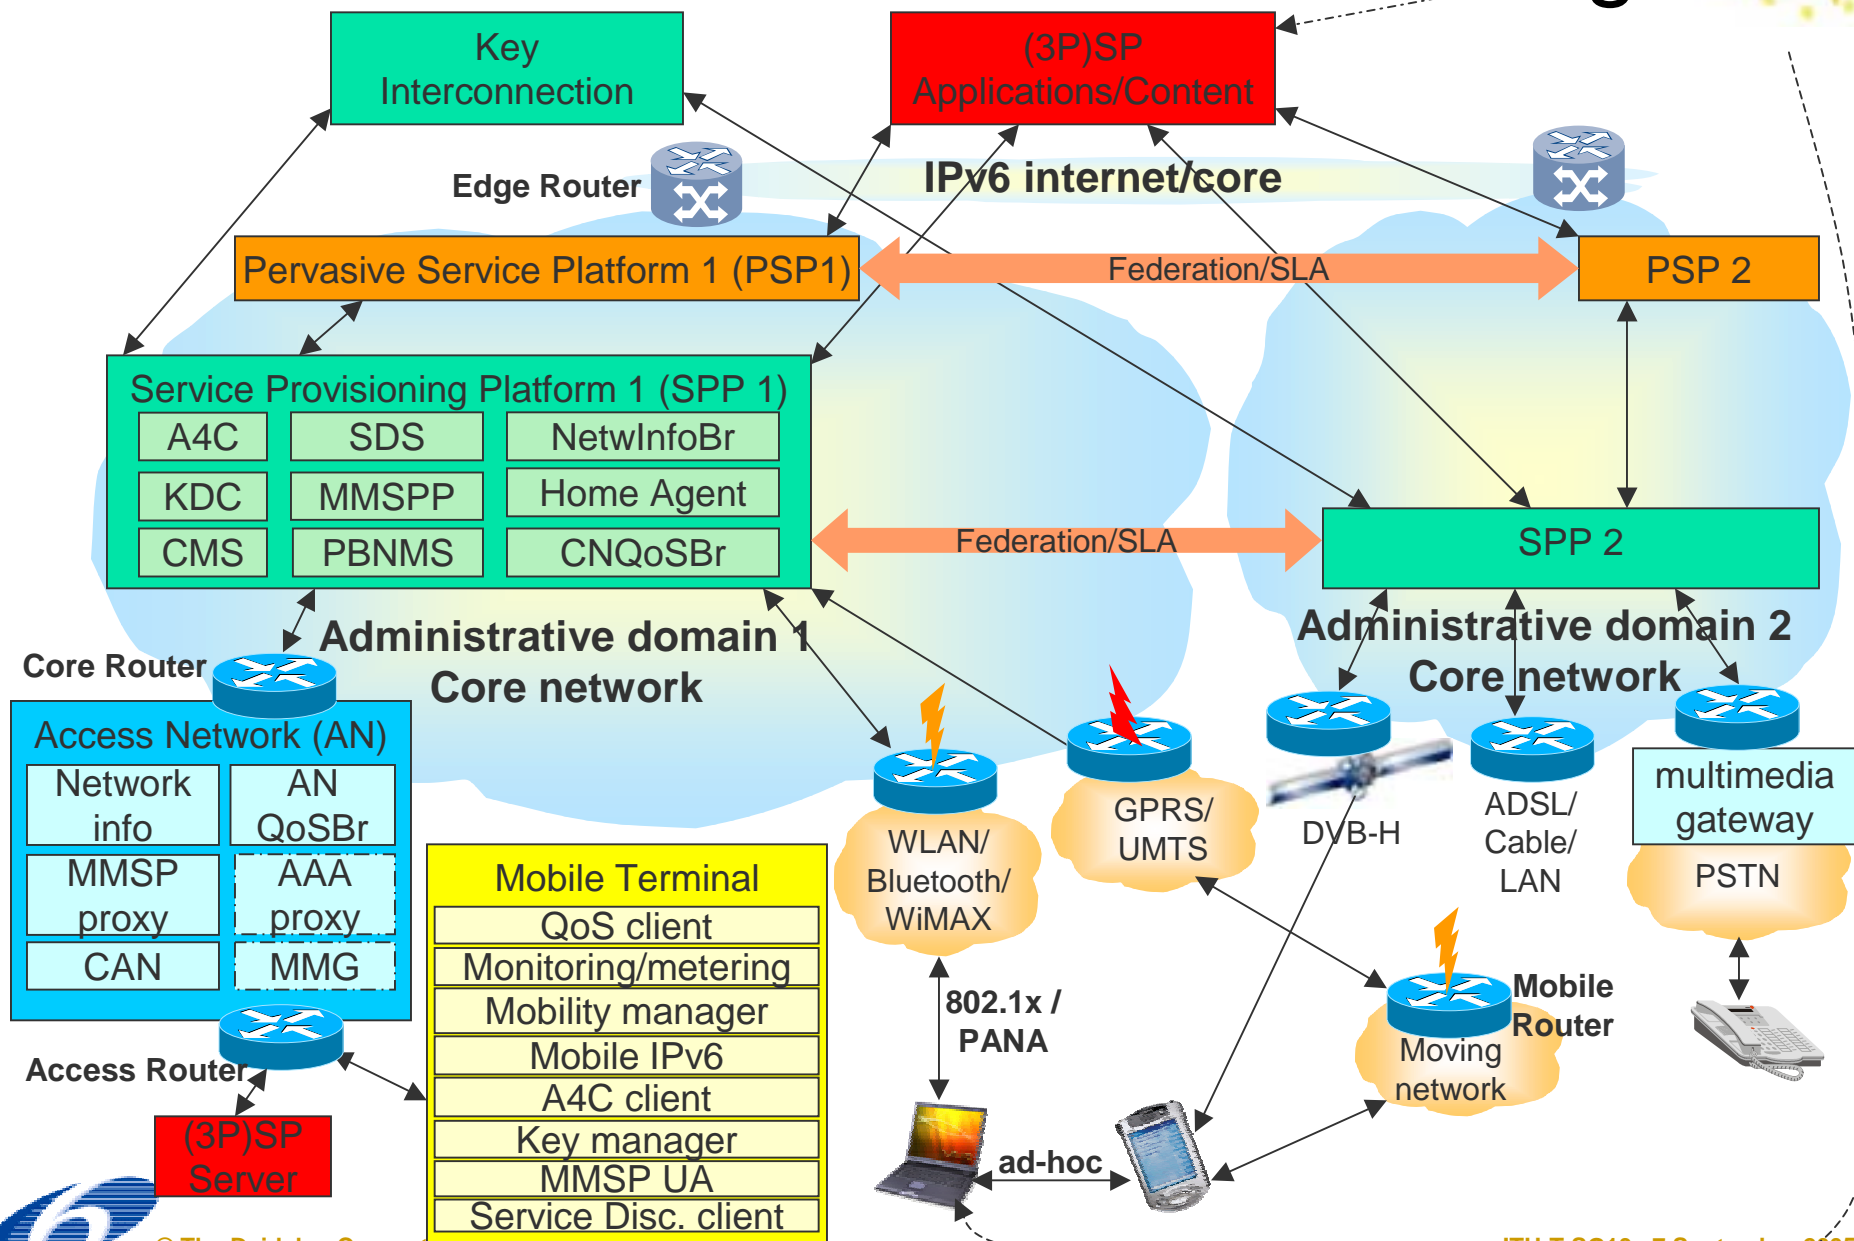 Key
Interconnection
(3P)SP
Applications/Content
IPv6 internet/core
Edge Router
Pervasive Service Platform 1 (PSP1)
Federation/SLA
PSP 2
Service Provisioning Platform 1 (SPP 1)
A4C
SDS
NetwInfoBr
KDC
MMSPP
Home Agent
CMS
PBNMS
CNQoSBr
Federation/SLA
SPP 2
Administrative domain 1
Core network
Administrative domain 2
Core network
Core Router
Access Network (AN)
Network
info
AN
QoSBr
MMSP
proxy
AAA
proxy
CAN
MMG
Access Router
(3P)SP
Server
Mobile Terminal
QoS client
Monitoring/metering
Mobility manager
Mobile IPv6
A4C client
Key manager
MMSP UA
Service Disc. client
WLAN/
Bluetooth/
WiMAX
GPRS/
UMTS
DVB-H
ADSL/
Cable/
LAN
multimedia
gateway
PSTN
802.1x /
PANA
Mobile
Router
Moving
network
ad-hoc